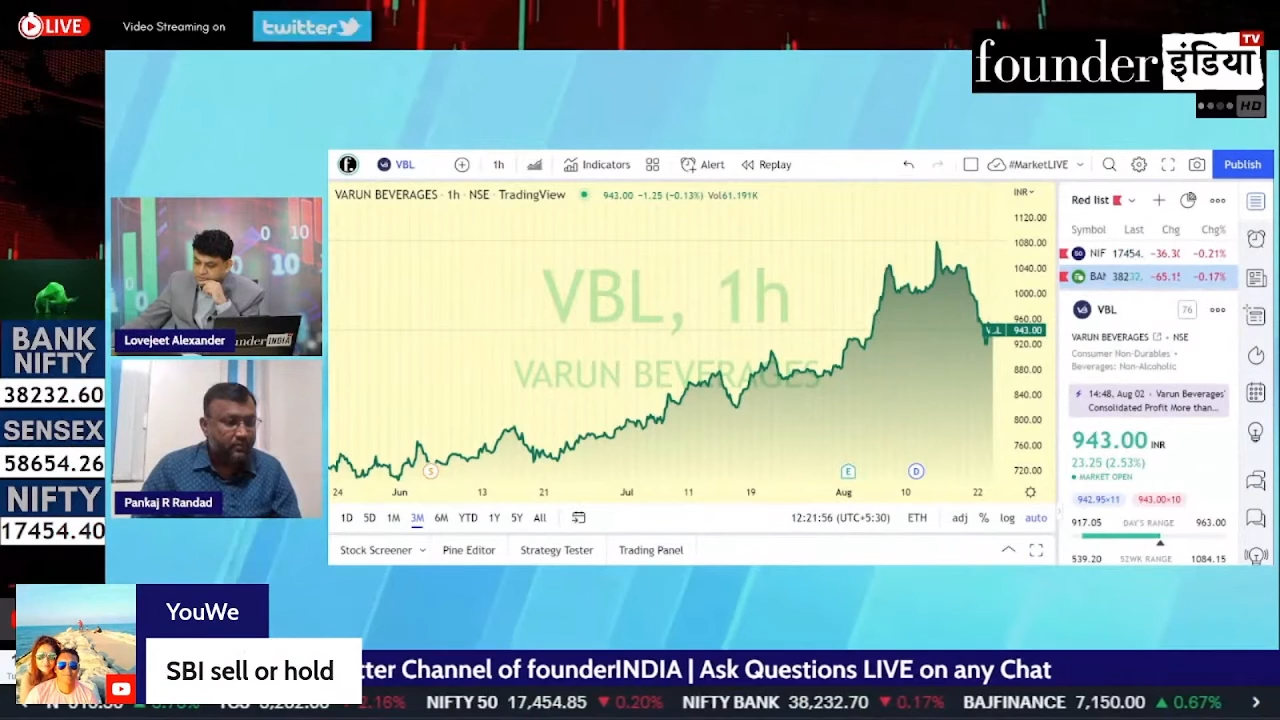 LIVE
Video Streaming on
twitter
founder इंडिया TV
HD
VBL
1h
Indicators
Alert
Replay
#MarketLIVE
Publish
VARUN BEVERAGES · 1h · NSE · TradingView
943.00 −1.25 (−0.13%) Vol61.191K
INR
VBL, 1h
VARUN BEVERAGES
1120.00
1080.00
1040.00
1000.00
960.00
943.00
920.00
880.00
840.00
800.00
760.00
720.00
S
E
D
24 Jun 13 21 Jul 11 19 Aug 10 22
1D 5D 1M 3M 6M YTD 1Y 5Y All
12:21:56 (UTC+5:30) ETH adj % log auto
Stock Screener Pine Editor Strategy Tester Trading Panel
Red list
Symbol Last Chg Chg%
NIF 17454. −0.21%
BAN 38232. −65.15 −0.17%
VBL
76
VARUN BEVERAGES · NSE
Consumer Non-Durables •
Beverages: Non-Alcoholic
14:48, Aug 02 • Varun Beverages'
Consolidated Profit More than...
943.00 INR
23.25 (2.53%)
MARKET OPEN
942.95×11 943.00×10
917.05 DAY'S RANGE 963.00
539.20 52WK RANGE 1084.15
Lovejeet Alexander
under INDIA
Pankaj R Randad
BANK
NIFTY
38232.60
SENSEX
58654.26
NIFTY
17454.40
YouWe
SBI sell or hold
tter Channel of founderINDIA | Ask Questions LIVE on any Chat
2.16% NIFTY 50 17,454.85 ▼ 0.20% NIFTY BANK 38,232.70 ▼ 0.17% BAJFINANCE 7,150.00 ▲ 0.67%